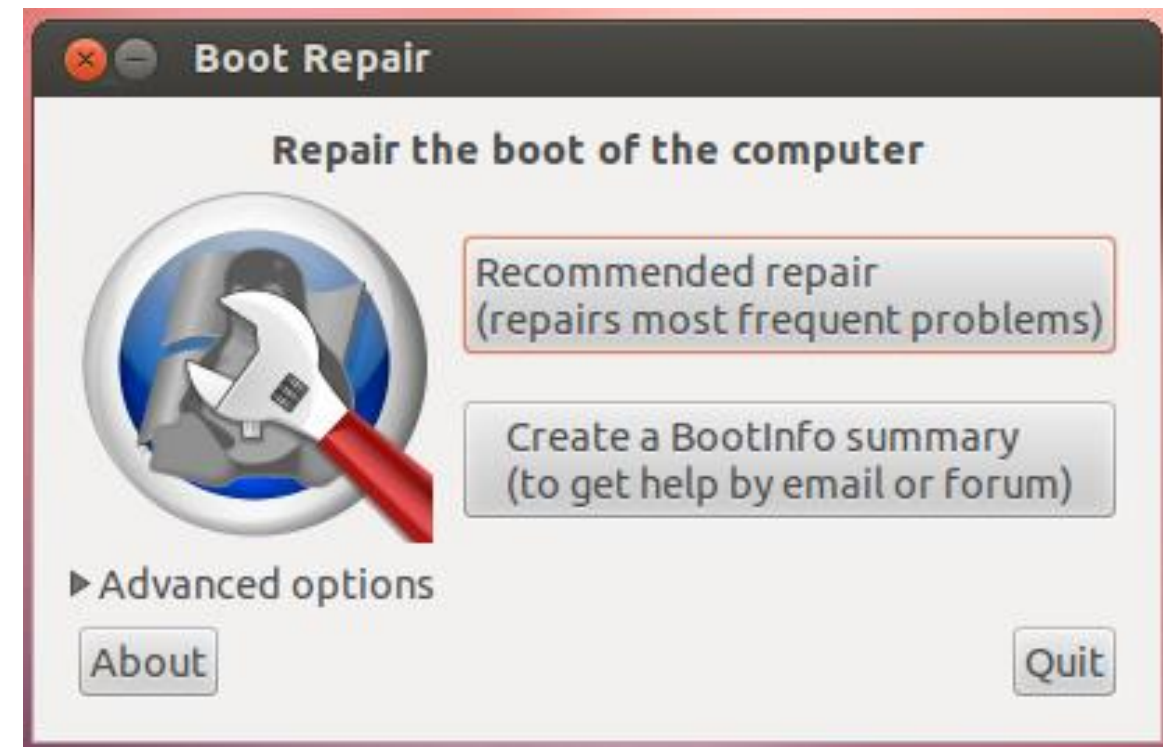 Boot Repair
Repair the boot of the computer
Recommended repair
(repairs most frequent problems)
Create a BootInfo summary
(to get help by email or forum)
Advanced options
About
Quit